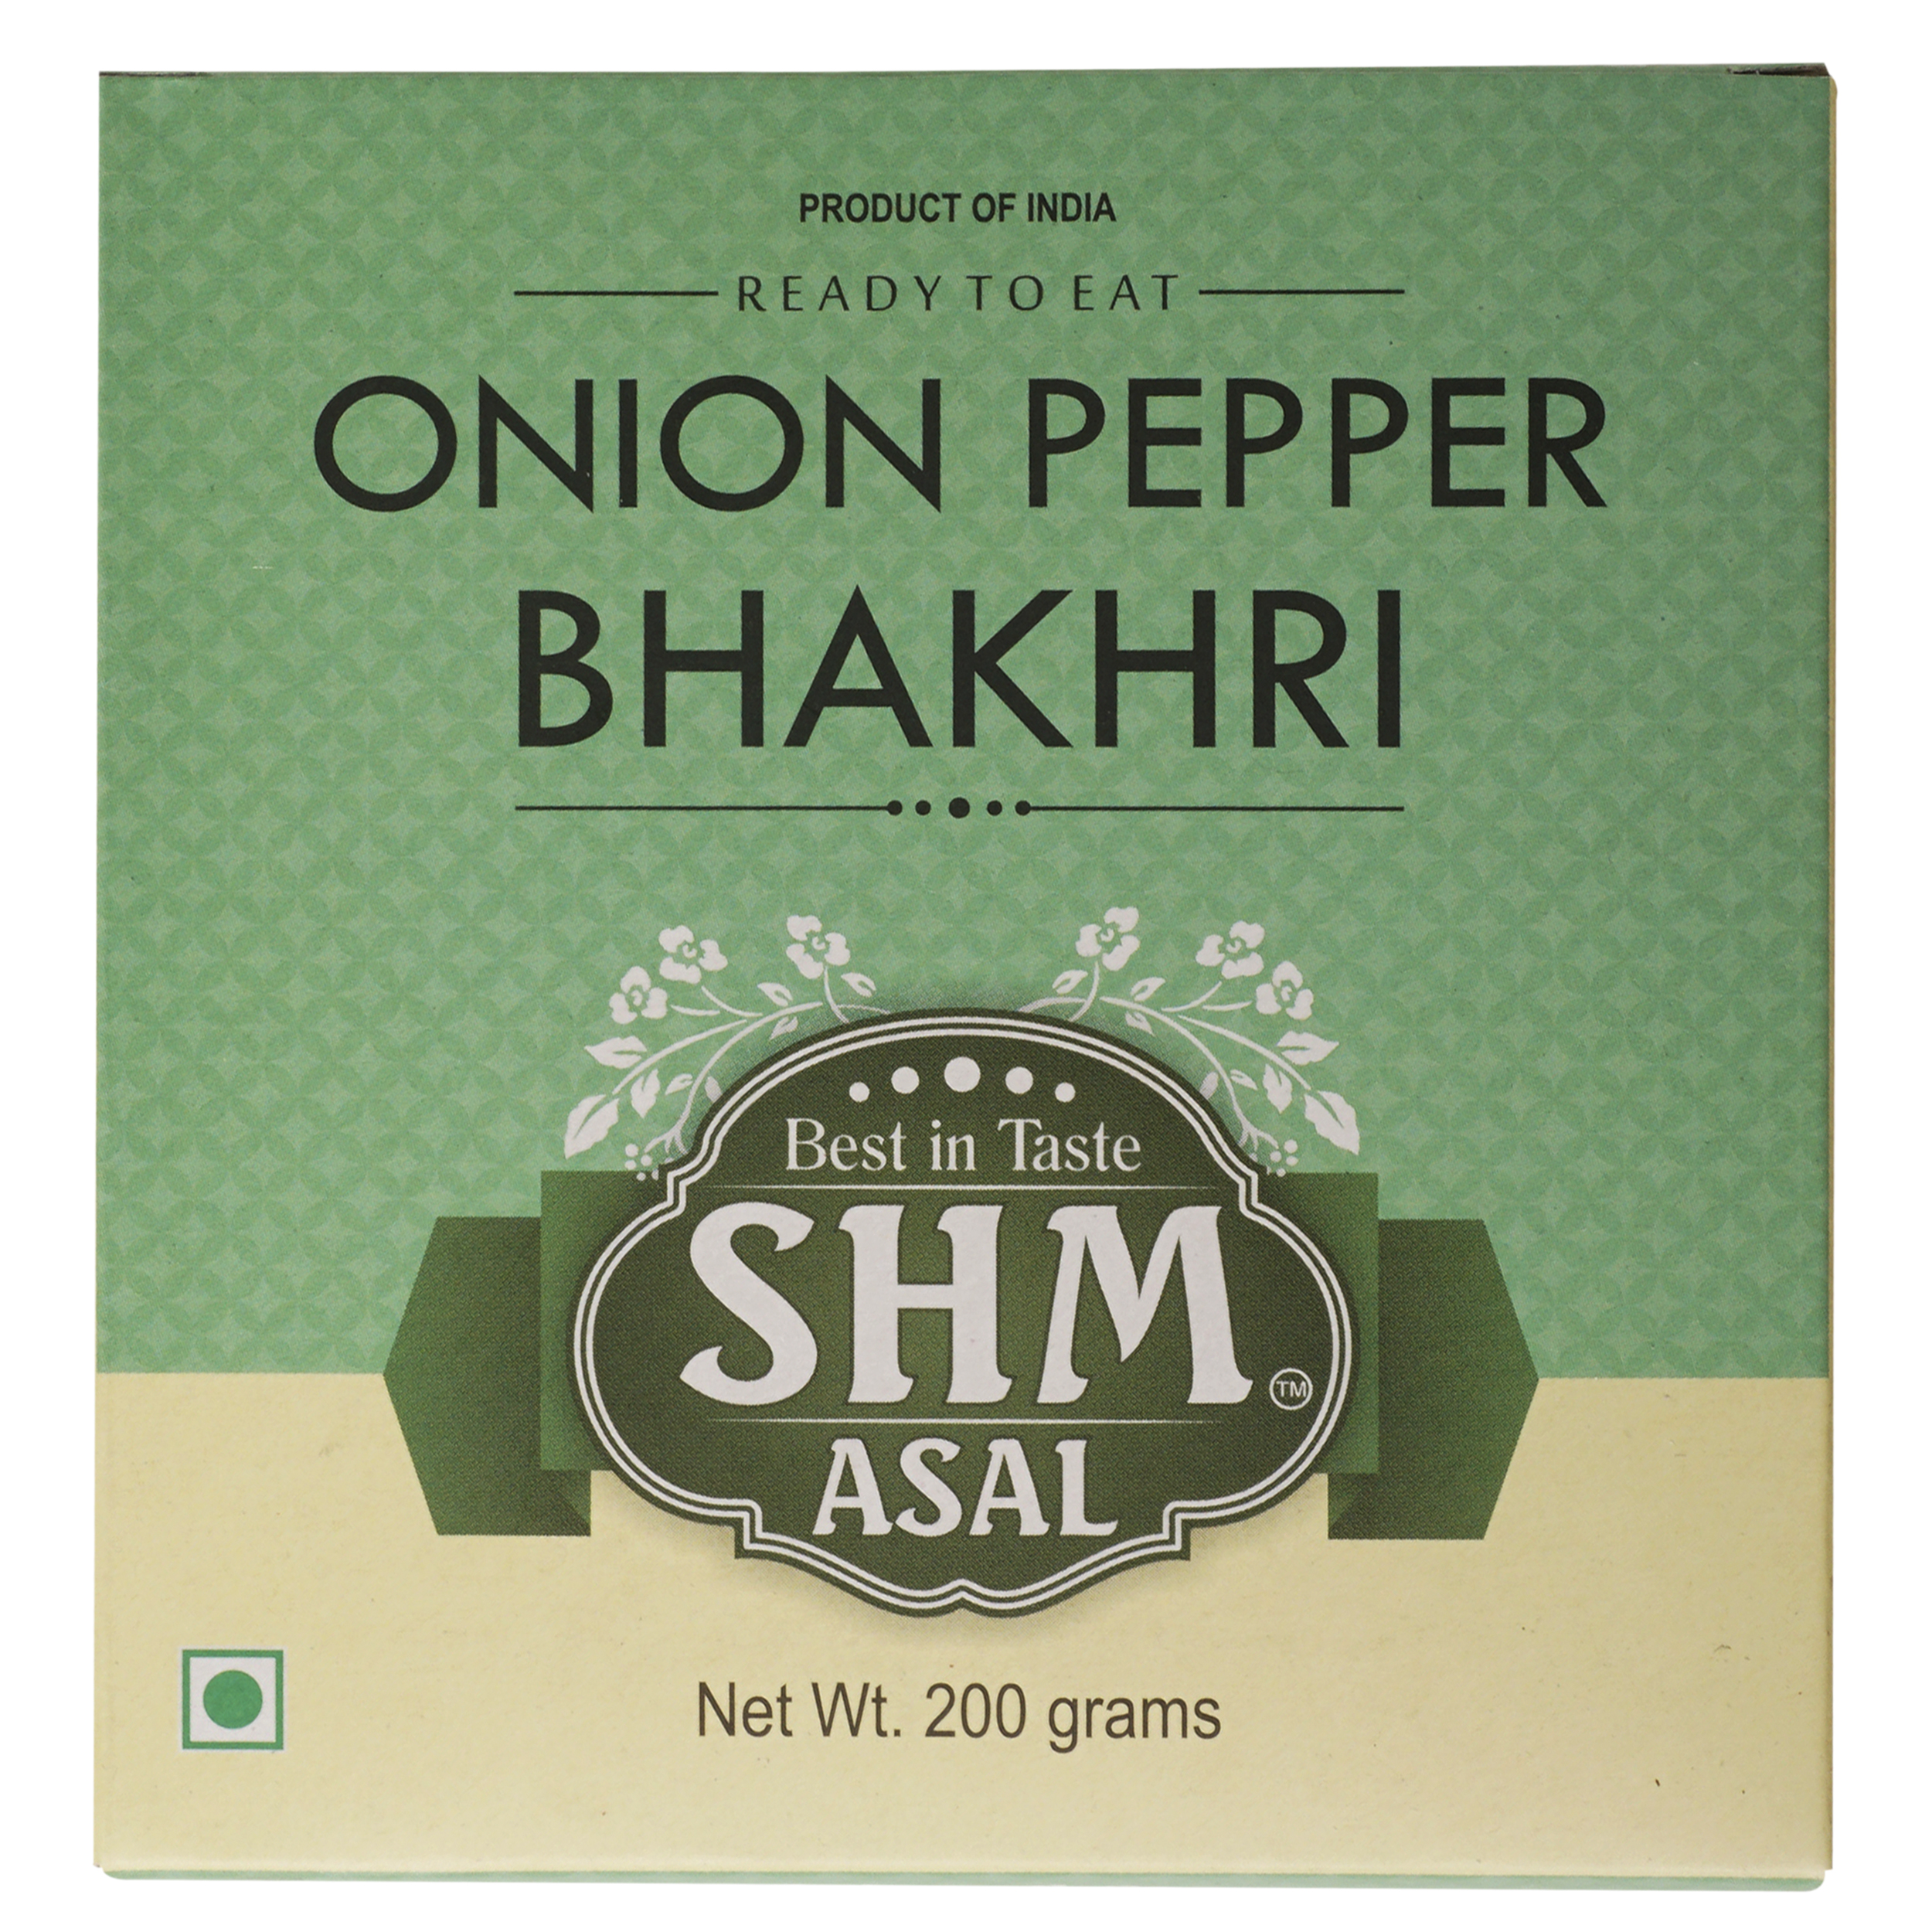 PRODUCT OF INDIA
READY TO EAT
ONION PEPPER
BHAKHRI
Best in Taste
SHM
TM
ASAL
Net Wt. 200 grams